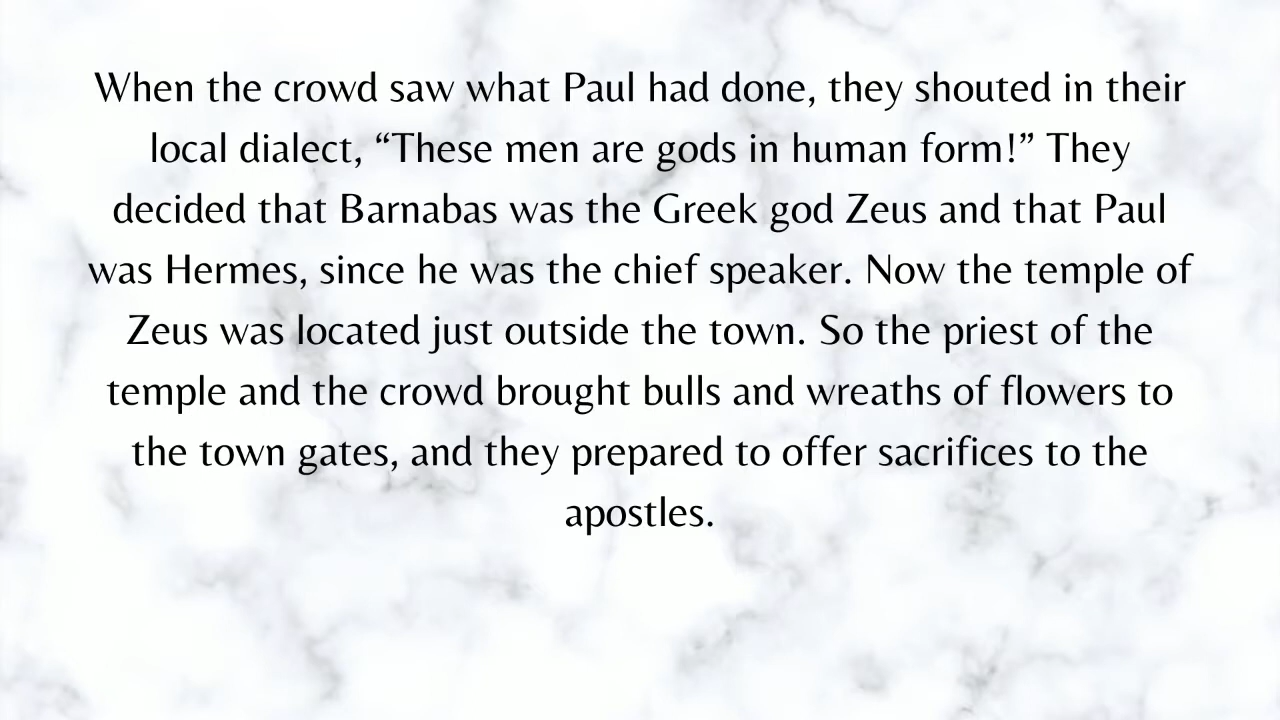 When the crowd saw what Paul had done, they shouted in their
local dialect, “These men are gods in human form!” They
decided that Barnabas was the Greek god Zeus and that Paul
was Hermes, since he was the chief speaker. Now the temple of
Zeus was located just outside the town. So the priest of the
temple and the crowd brought bulls and wreaths of flowers to
the town gates, and they prepared to offer sacrifices to the
apostles.